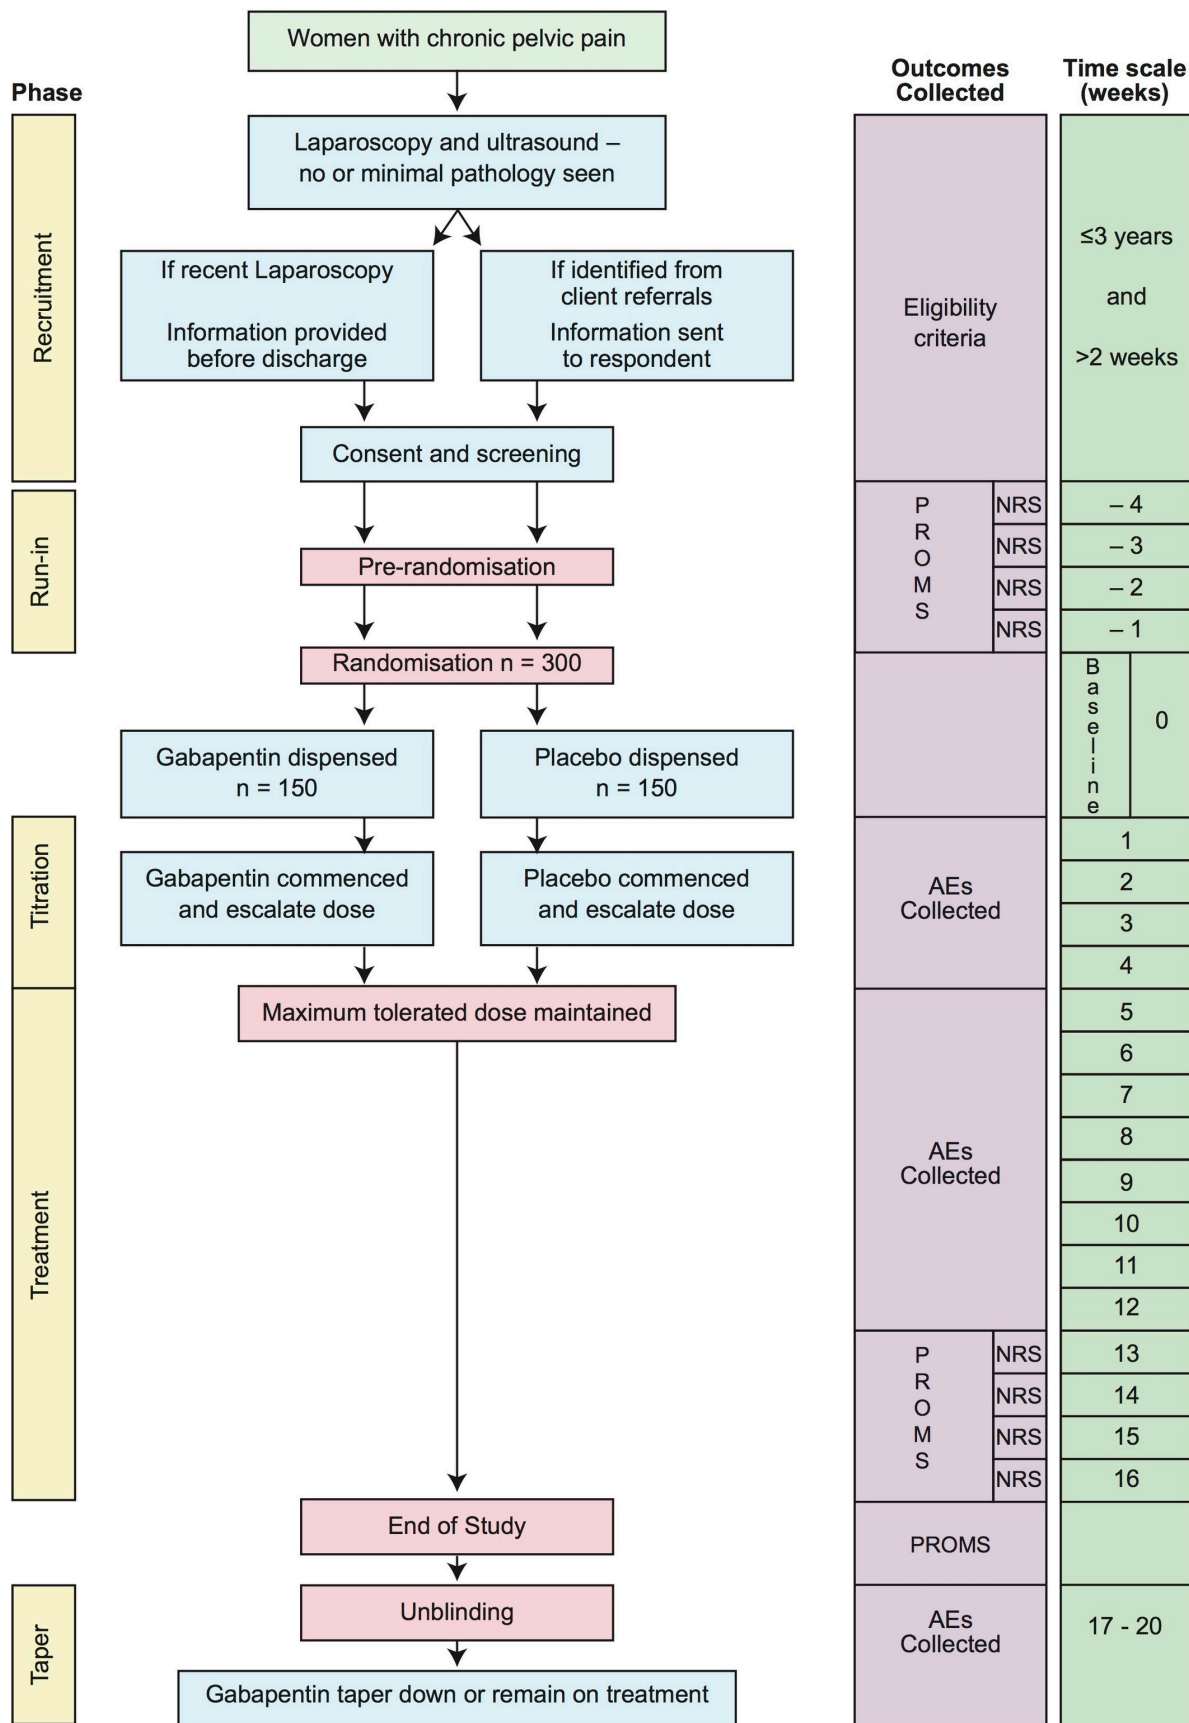 Women with chronic pelvic pain
Phase
Outcomes
Collected
Time scale
(weeks)
Recruitment
Laparoscopy and ultrasound –
no or minimal pathology seen
If recent Laparoscopy
Information provided
before discharge
If identified from
client referrals
Information sent
to respondent
Consent and screening
Eligibility
criteria
≤3 years
and
>2 weeks
Run-in
Pre-randomisation
Randomisation n = 300
PROMS
NRS
– 4
NRS
– 3
NRS
– 2
NRS
– 1
Baseline
0
Gabapentin dispensed
n = 150
Placebo dispensed
n = 150
Titration
Gabapentin commenced
and escalate dose
Placebo commenced
and escalate dose
AEs
Collected
1
2
3
4
Treatment
Maximum tolerated dose maintained
AEs
Collected
5
6
7
8
9
10
11
12
PROMS
NRS
13
NRS
14
NRS
15
NRS
16
End of Study
PROMS
Taper
Unblinding
Gabapentin taper down or remain on treatment
AEs
Collected
17 - 20